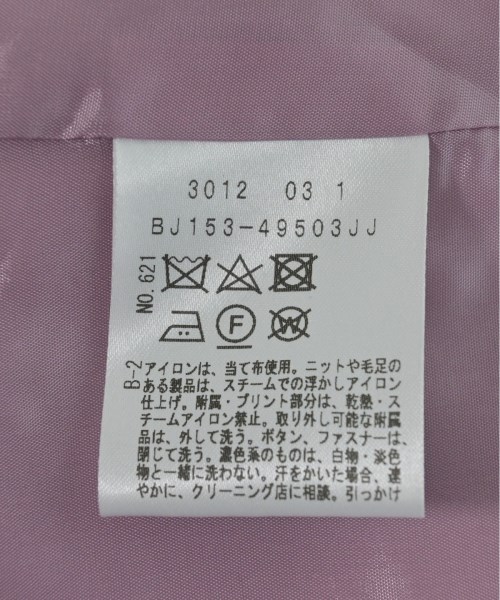 3012 03 1
BJ153-49503JJ
NO.621
F
W
B-2
アイロンは、当て布使用。ニットや毛足の
ある製品は、スチームでの浮かしアイロン
仕上げ。附属・プリント部分は、乾熱・ス
チームアイロン禁止。取り外し可能な附属
品は、外して洗う。ボタン、ファスナーは、
閉じて洗う。濃色系のものは、白物・淡色
物と一緒に洗わない。汗をかいた場合、速
やかに、クリーニング店に相談。引っかけ